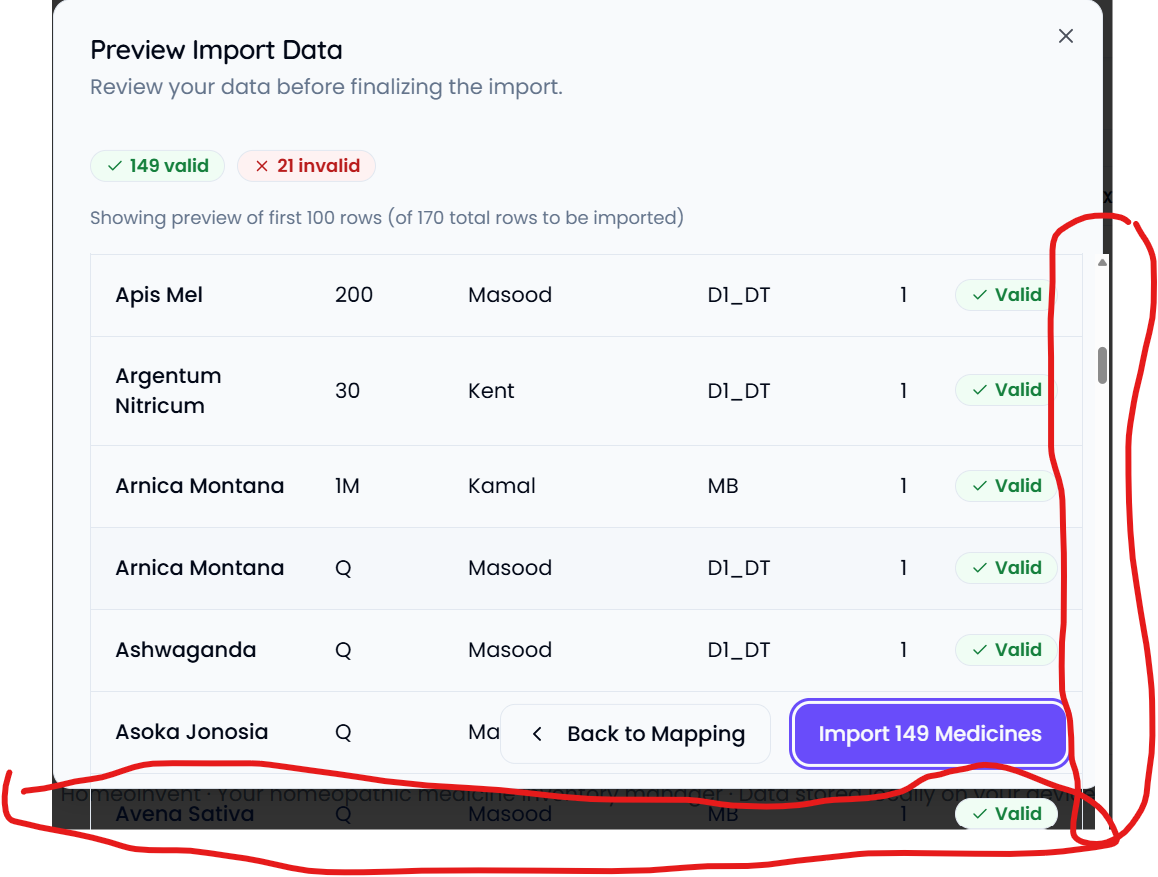 Preview Import Data
Review your data before finalizing the import.
149 valid 21 invalid
Showing preview of first 100 rows (of 170 total rows to be imported)
x
Apis Mel 200 Masood D1_DT 1 Valid
Argentum
Nitricum 30 Kent D1_DT 1 Valid
Arnica Montana 1M Kamal MB 1 Valid
Arnica Montana Q Masood D1_DT 1 Valid
Ashwaganda Q Masood D1_DT 1 Valid
Asoka Jonosia Q Ma Back to Mapping Import 149 Medicines
HomeoInvent · Your homeopathic medicine inventory manager · Data stored locally on your devi
Avena Sativa Q Masood MB 1 Valid